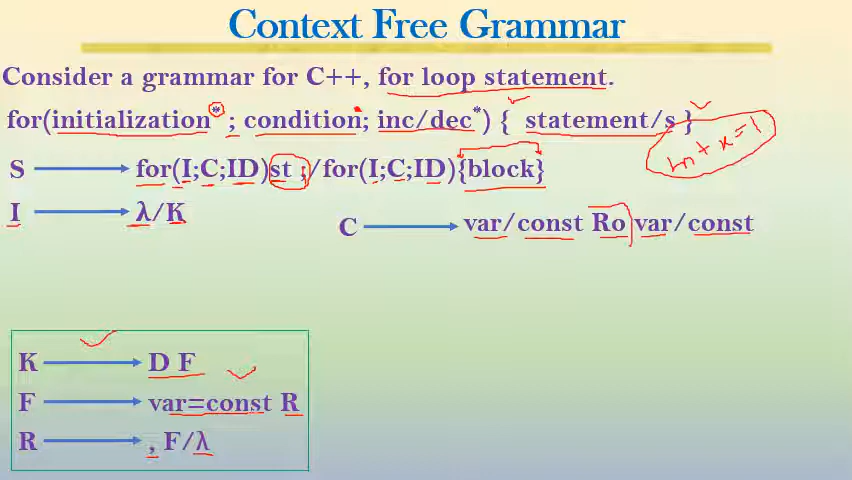 Context Free Grammar
Consider a grammar for C++, for loop statement.
for(initialization*; condition; inc/dec*) { statement/s }
S for(I;C;ID)st ;/for(I;C;ID){block}
I λ/K
C var/const Ro var/const
K D F
F var=const R
R , F/λ